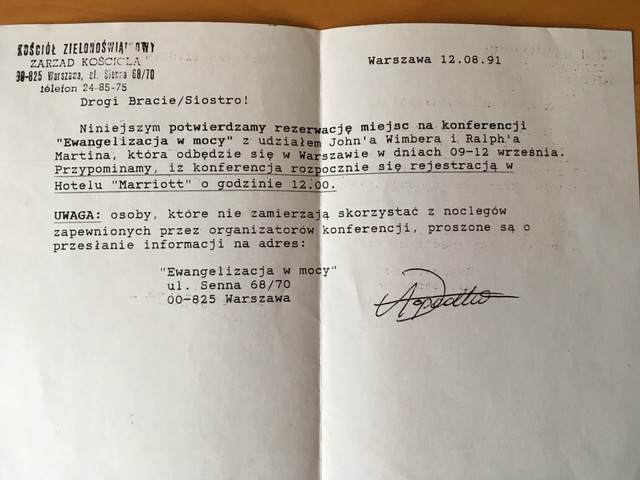 KOŚCIÓŁ ZIELONOŚWIĄTKOWY
ZARZĄD KOŚCIOŁA
00-825 Warszawa, ul. Sienna 68/70
telefon 24-85-75
Warszawa 12.08.91
Drogi Bracie/Siostro!
Niniejszym potwierdzamy rezerwację miejsc na konferencji
"Ewangelizacja w mocy" z udziałem John'a Wimbera i Ralph'a
Martina, która odbędzie się w Warszawie w dniach 09-12 września.
Przypominamy, iż konferencja rozpocznie się rejestracją w
Hotelu "Marriott" o godzinie 12.00.
UWAGA: osoby, które nie zamierzają skorzystać z noclegów
zapewnionych przez organizatorów konferencji, proszone są o
przesłanie informacji na adres:
"Ewangelizacja w mocy"
ul. Senna 68/70
00-825 Warszawa